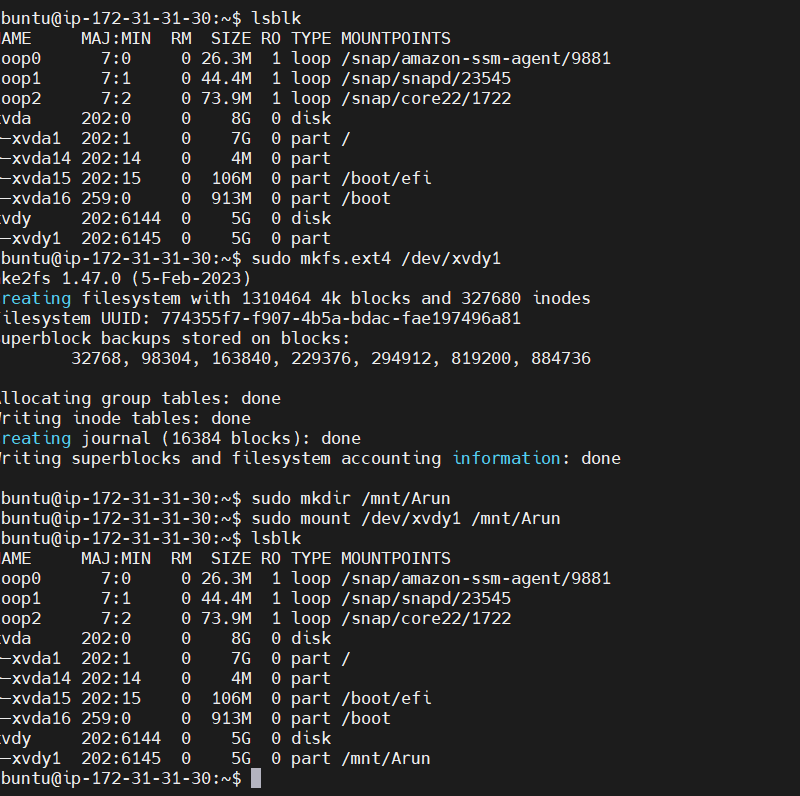 buntu@ip-172-31-31-30:~$ lsblk
AME     MAJ:MIN  RM  SIZE RO TYPE MOUNTPOINTS
oop0      7:0     0 26.3M  1 loop /snap/amazon-ssm-agent/9881
oop1      7:1     0 44.4M  1 loop /snap/snapd/23545
oop2      7:2     0 73.9M  1 loop /snap/core22/1722
vda     202:0     0    8G  0 disk
─xvda1  202:1     0    7G  0 part /
─xvda14 202:14    0    4M  0 part
─xvda15 202:15    0  106M  0 part /boot/efi
─xvda16 259:0     0  913M  0 part /boot
vdy     202:6144  0    5G  0 disk
─xvdy1  202:6145  0    5G  0 part
buntu@ip-172-31-31-30:~$ sudo mkfs.ext4 /dev/xvdy1
ke2fs 1.47.0 (5-Feb-2023)
reating filesystem with 1310464 4k blocks and 327680 inodes
ilesystem UUID: 774355f7-f907-4b5a-bdac-fae197496a81
uperblock backups stored on blocks:
        32768, 98304, 163840, 229376, 294912, 819200, 884736
llocating group tables: done
riting inode tables: done
reating journal (16384 blocks): done
riting superblocks and filesystem accounting information: done
buntu@ip-172-31-31-30:~$ sudo mkdir /mnt/Arun
buntu@ip-172-31-31-30:~$ sudo mount /dev/xvdy1 /mnt/Arun
buntu@ip-172-31-31-30:~$ lsblk
AME     MAJ:MIN  RM  SIZE RO TYPE MOUNTPOINTS
oop0      7:0     0 26.3M  1 loop /snap/amazon-ssm-agent/9881
oop1      7:1     0 44.4M  1 loop /snap/snapd/23545
oop2      7:2     0 73.9M  1 loop /snap/core22/1722
vda     202:0     0    8G  0 disk
─xvda1  202:1     0    7G  0 part /
─xvda14 202:14    0    4M  0 part
─xvda15 202:15    0  106M  0 part /boot/efi
─xvda16 259:0     0  913M  0 part /boot
vdy     202:6144  0    5G  0 disk
─xvdy1  202:6145  0    5G  0 part /mnt/Arun
buntu@ip-172-31-31-30:~$